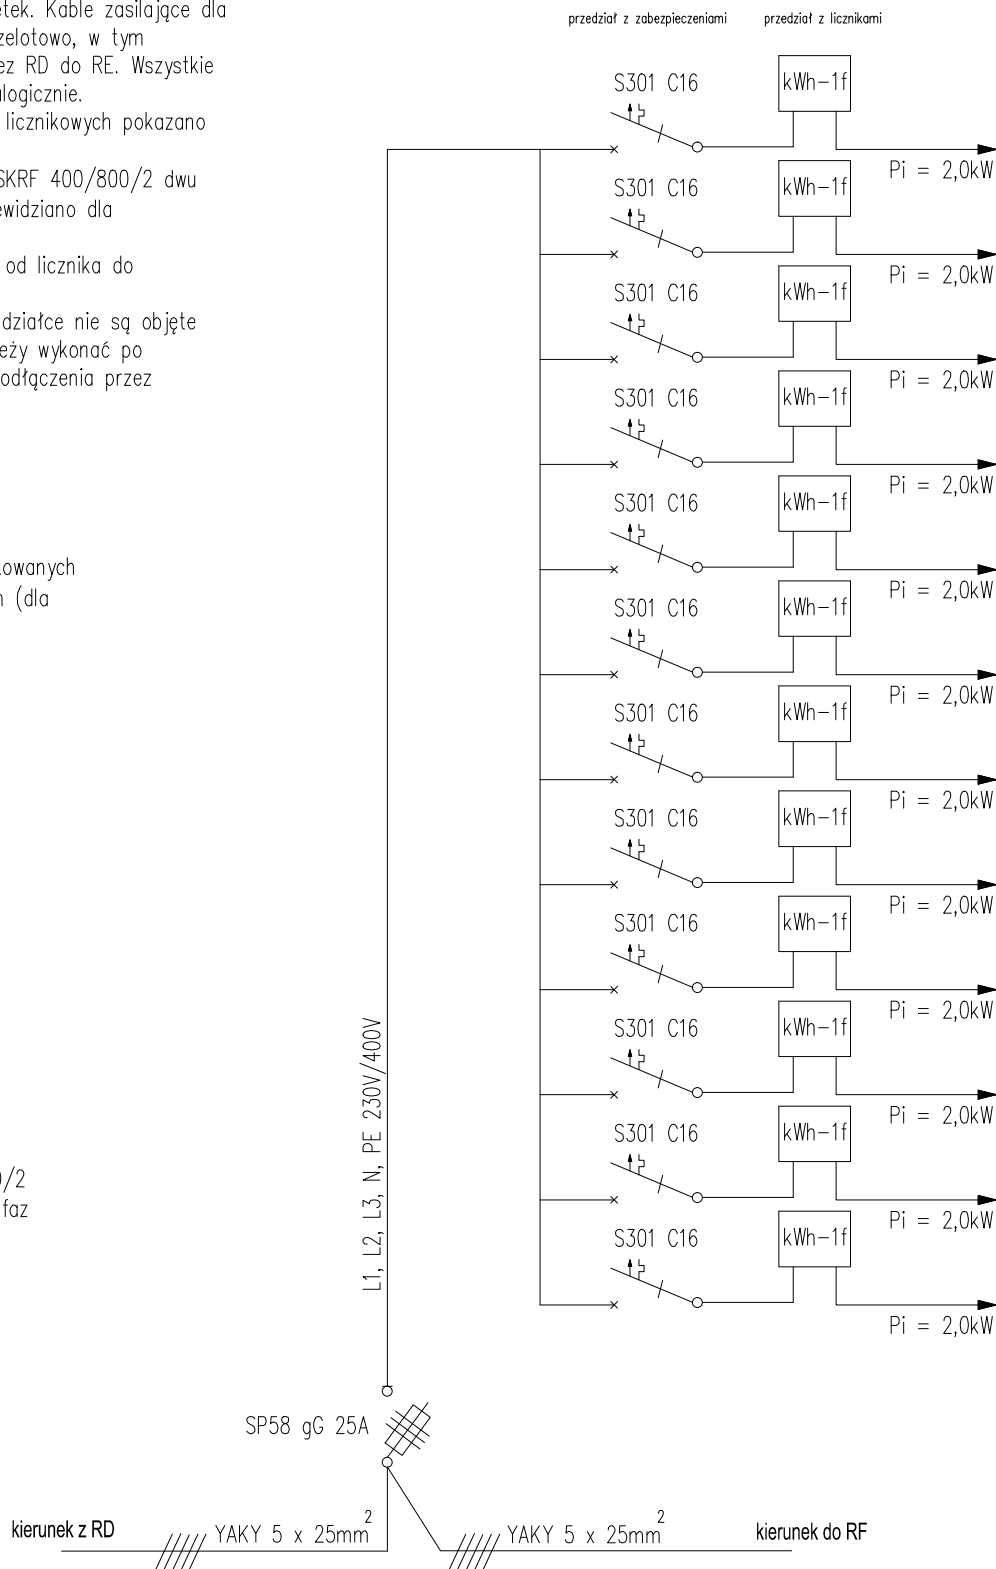 etek. Kable zasilające dla
zelotowo, w tym
ez RD do RE. Wszystkie
alogicznie.
licznikowych pokazano
SKRF 400/800/2 dwu
ewidziano dla
od licznika do
działce nie są objęte
eży wykonać po
odłączenia przez
kowanych
n (dla
0/2
faz
przedział z zabezpieczeniami
przedział z licznikami
S301 C16
kWh-1f
Pi = 2,0kW
S301 C16
kWh-1f
Pi = 2,0kW
S301 C16
kWh-1f
Pi = 2,0kW
S301 C16
kWh-1f
Pi = 2,0kW
S301 C16
kWh-1f
Pi = 2,0kW
S301 C16
kWh-1f
Pi = 2,0kW
S301 C16
kWh-1f
Pi = 2,0kW
S301 C16
kWh-1f
Pi = 2,0kW
S301 C16
kWh-1f
Pi = 2,0kW
S301 C16
kWh-1f
Pi = 2,0kW
S301 C16
kWh-1f
Pi = 2,0kW
S301 C16
kWh-1f
Pi = 2,0kW
L1, L2, L3, N, PE 230V/400V
SP58 gG 25A
kierunek z RD
YAKY 5 x 25mm²
YAKY 5 x 25mm²
kierunek do RF